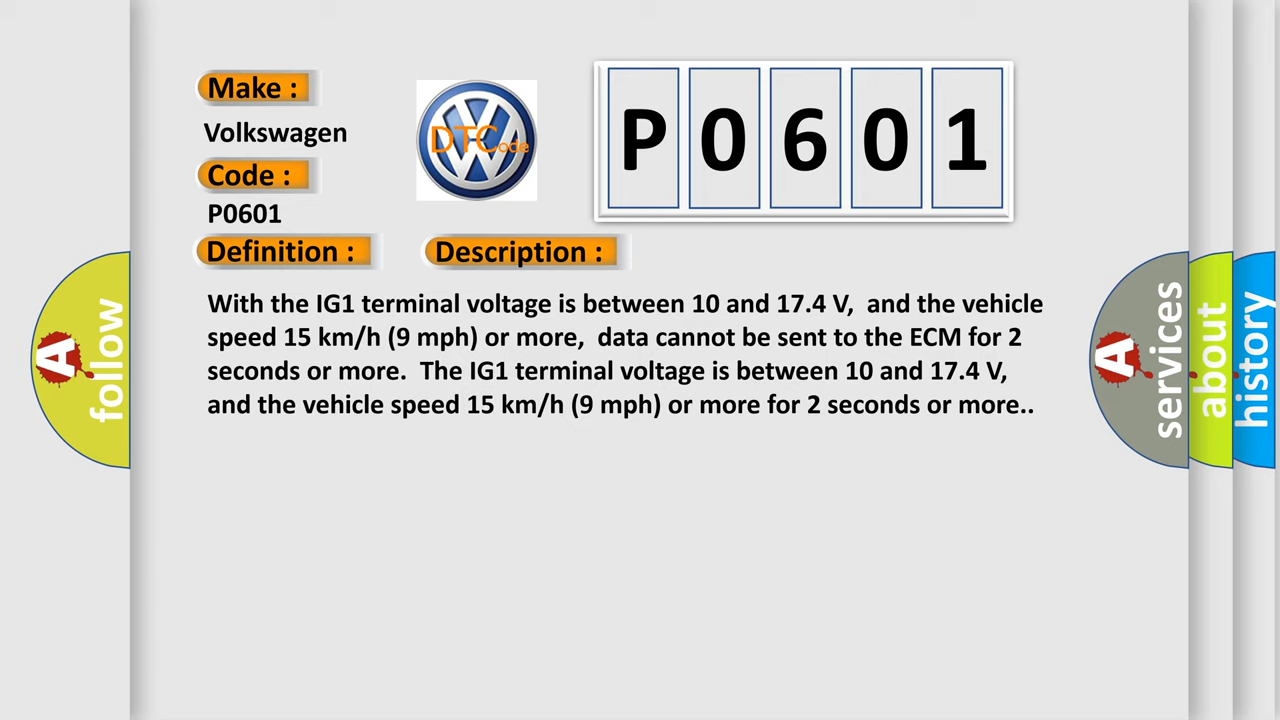 Make :
Volkswagen
Code :
P0601
Definition :
Description :
DTCode
P0601
With the IG1 terminal voltage is between 10 and 17.4 V, and the vehicle
speed 15 km/h (9 mph) or more, data cannot be sent to the ECM for 2
seconds or more. The IG1 terminal voltage is between 10 and 17.4 V,
and the vehicle speed 15 km/h (9 mph) or more for 2 seconds or more..
A
follow
A
services
about
history